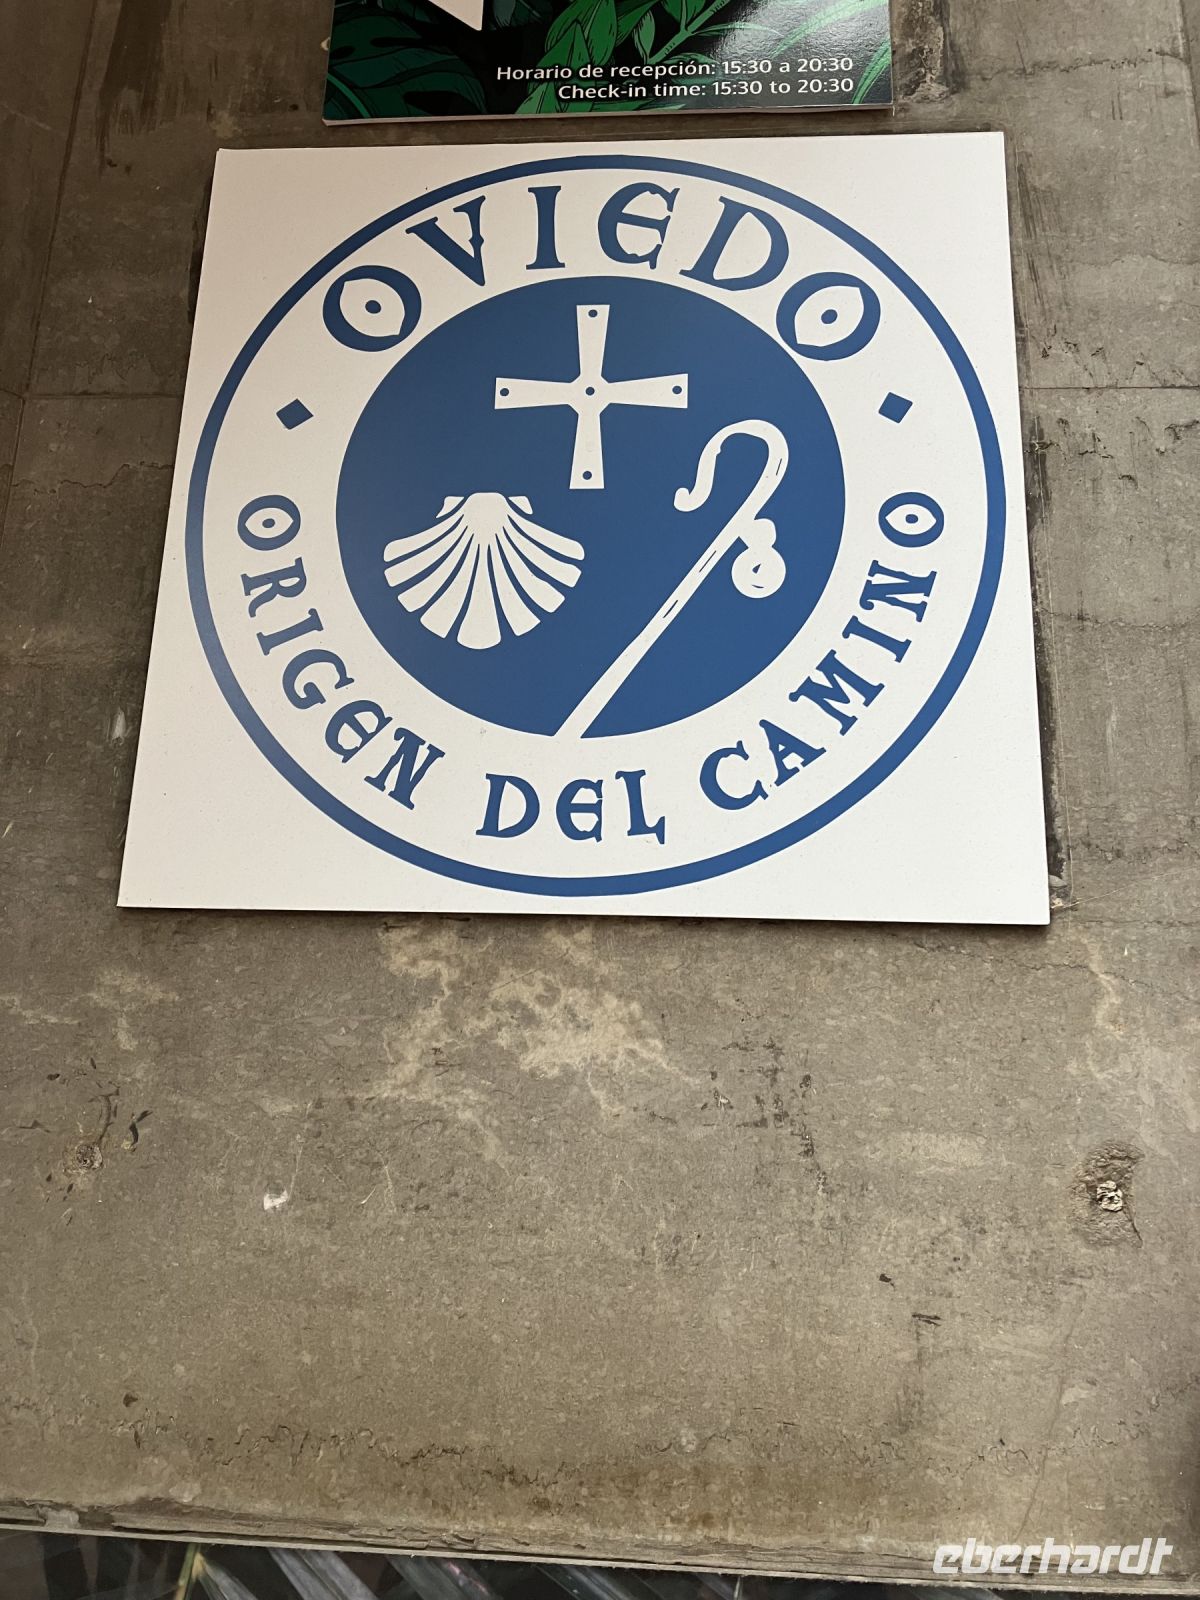 Horario de recepción: 15:30 a 20:30
Check-in time: 15:30 to 20:30
OVIEDO
ORIGEN DEL CAMINO
eberhardt